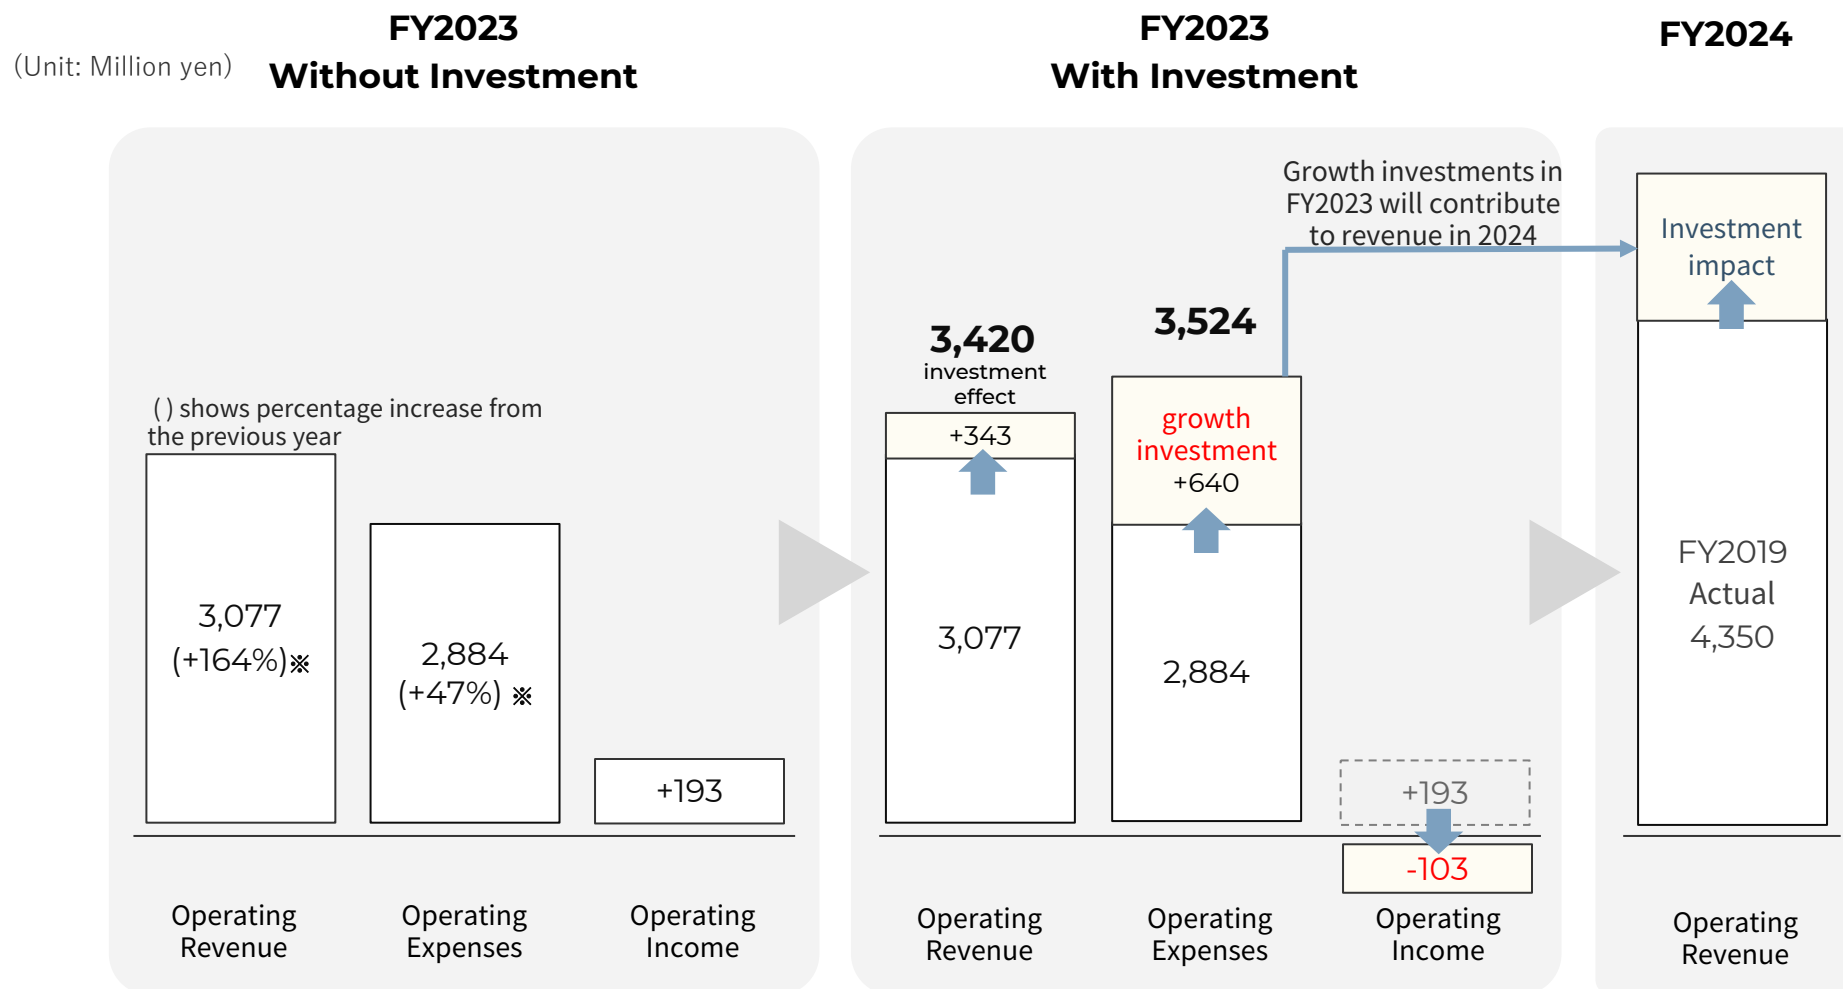 (Unit: Million yen)
FY2023
Without Investment
( ) shows percentage increase from
the previous year
3,077
(+164%)※
2,884
(+47%) ※
+193
Operating
Revenue
Operating
Expenses
Operating
Income
FY2023
With Investment
Growth investments in
FY2023 will contribute
to revenue in 2024
3,420
investment
effect
+343
3,077
3,524
growth
investment
+640
2,884
+193
-103
Operating
Revenue
Operating
Expenses
Operating
Income
FY2024
Investment
impact
FY2019
Actual
4,350
Operating
Revenue